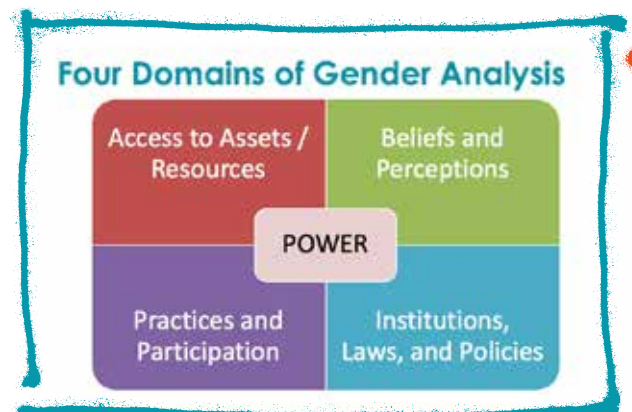 Four Domains of Gender Analysis
Access to Assets /
Resources
Beliefs and
Perceptions
POWER
Practices and
Participation
Institutions,
Laws, and Policies